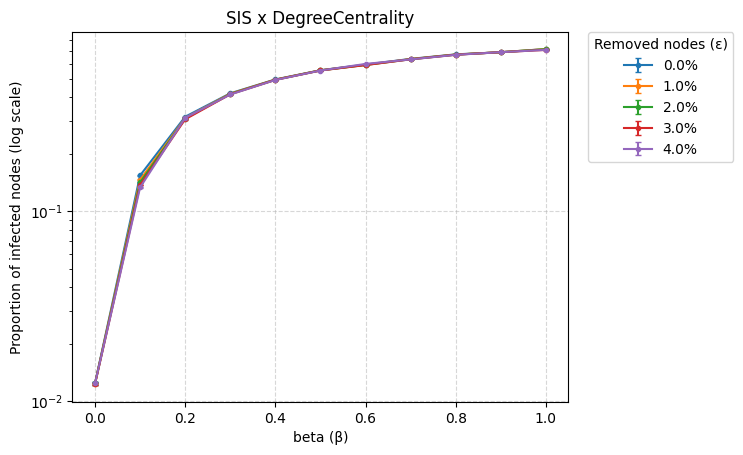 SIS x DegreeCentrality
Proportion of infected nodes (log scale)
10⁻¹
10⁻²
0.0 0.2 0.4 0.6 0.8 1.0
beta (β)
Removed nodes (ε)
0.0%
1.0%
2.0%
3.0%
4.0%